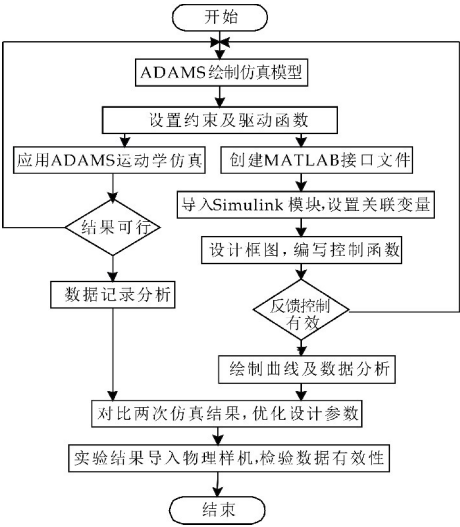 开始
ADAMS绘制仿真模型
设置约束及驱动函数
应用ADAMS运动学仿真
创建MATLAB接口文件
导入Simulink模块,设置关联变量
结果可行
设计框图,编写控制函数
数据记录分析
反馈控制
有效
绘制曲线及数据分析
对比两次仿真结果,优化设计参数
实验结果导入物理样机,检验数据有效性
结束